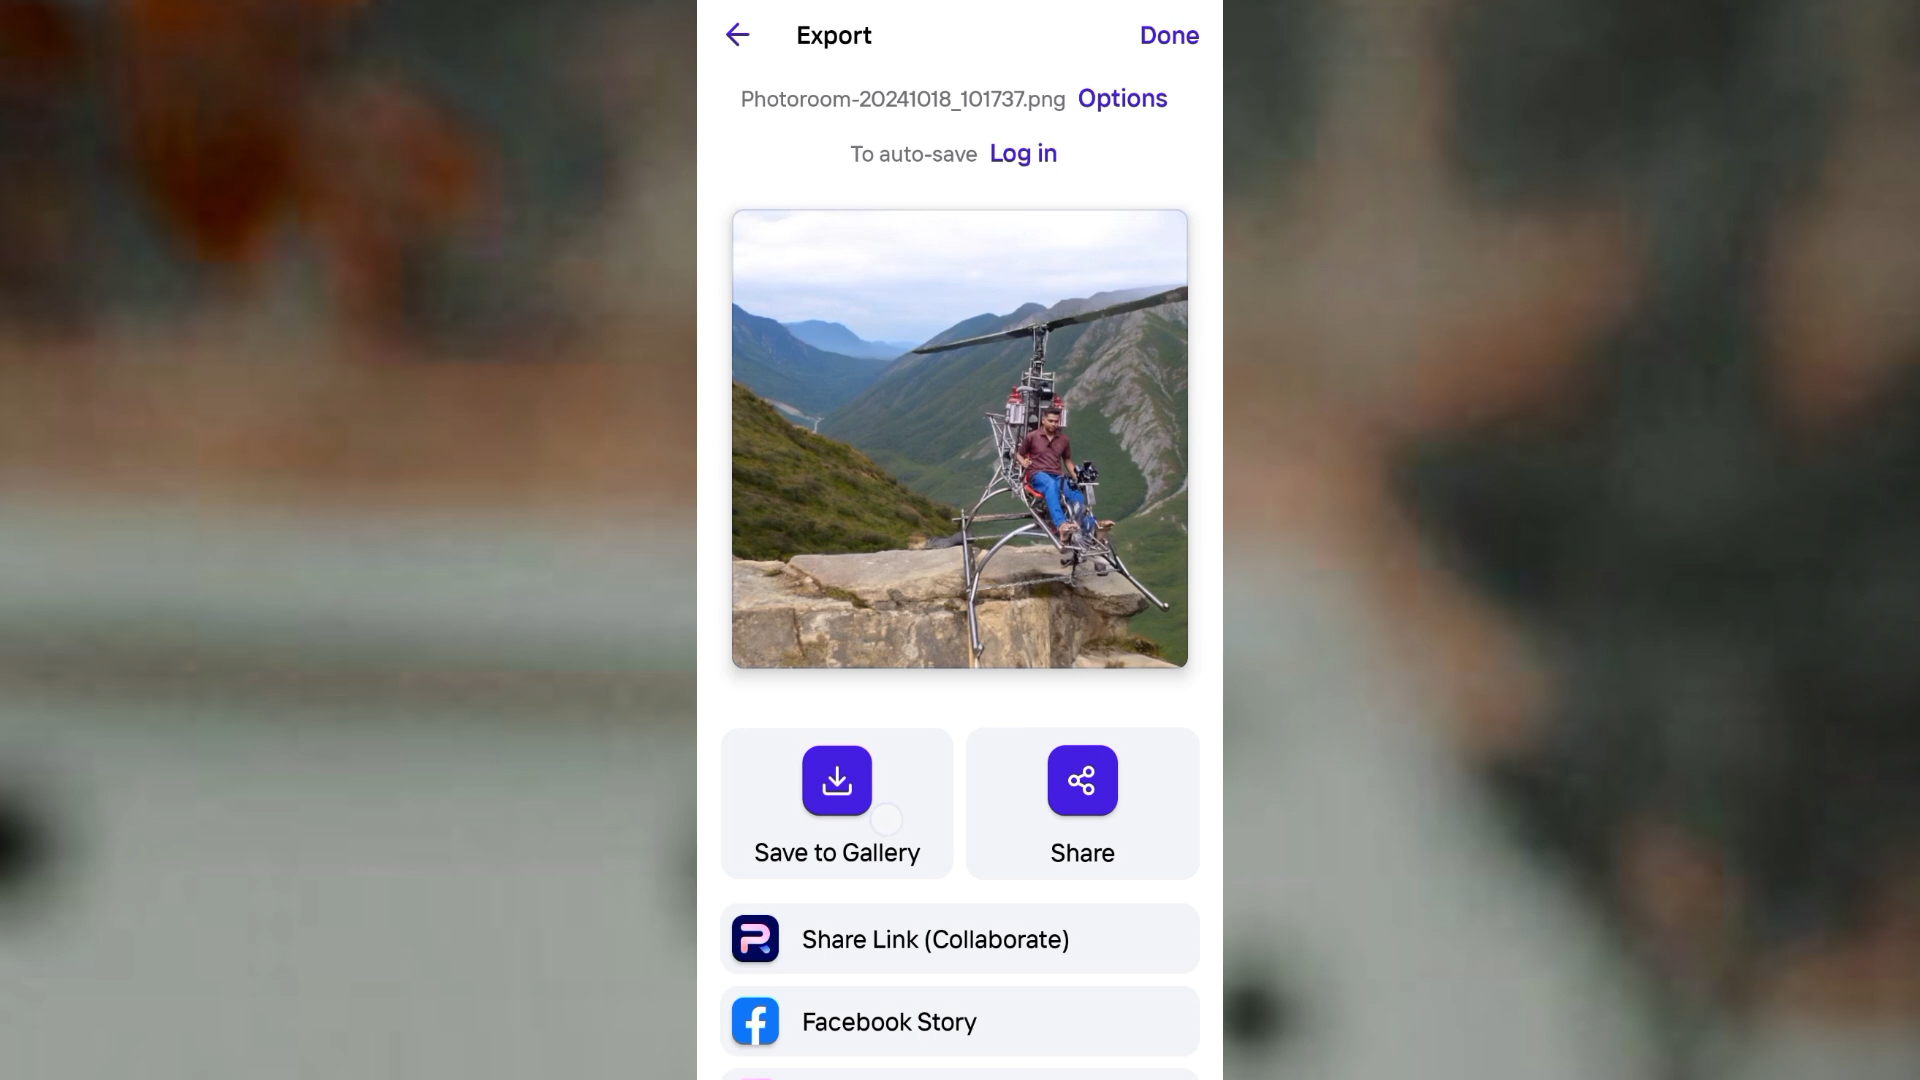 Export
Done
Photoroom-20241018_101737.png Options
To auto-save Log in
Save to Gallery
Share
Share Link (Collaborate)
Facebook Story